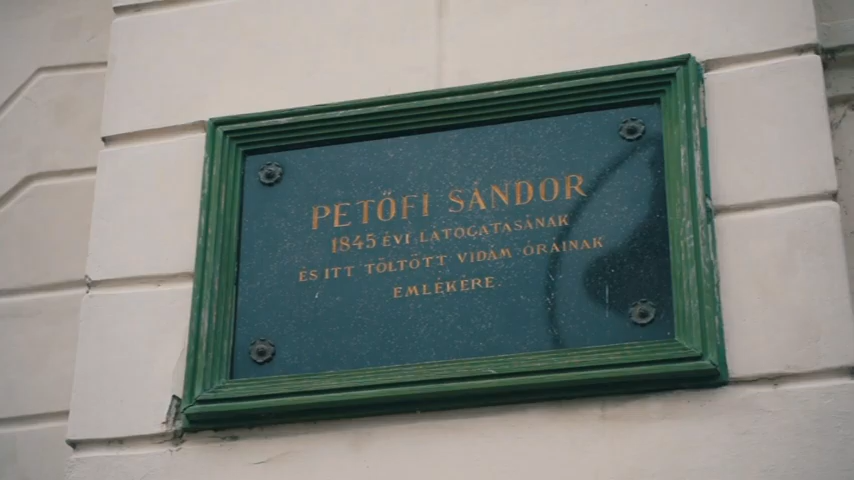 PETŐFI SÁNDOR
1845 ÉVI LÁTOGATÁSÁNAK
ÉS ITT TÖLTÖTT VIDÁM ÓRÁINAK
EMLÉKÉRE.